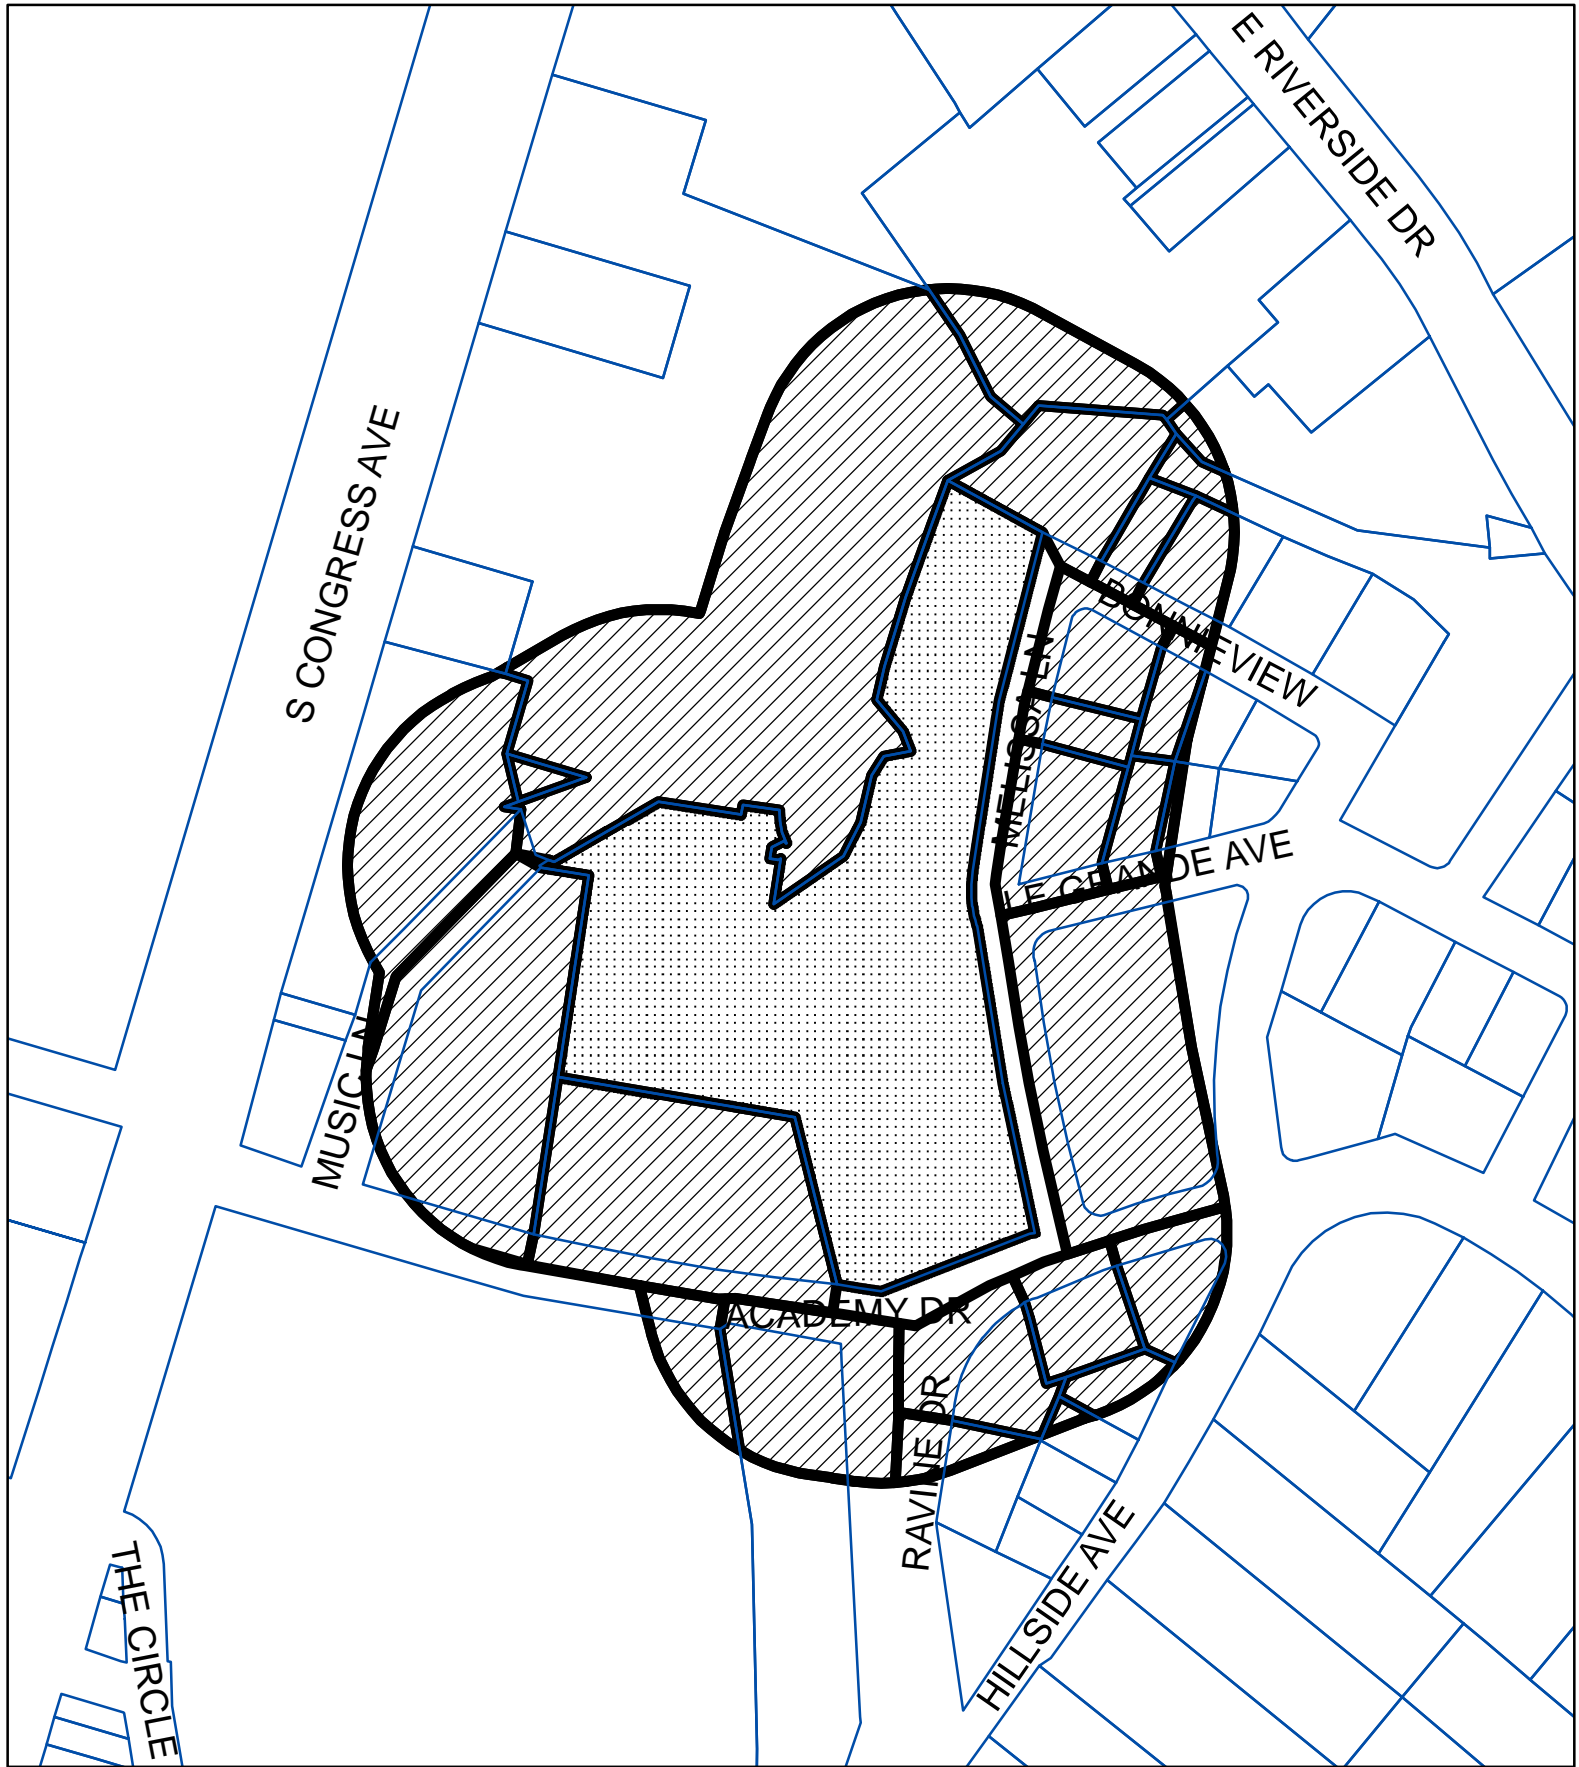 E RIVERSIDE DR
S CONGRESS AVE
BONNIEVIEW
MELISSA LN
LE GRANDE AVE
MUSIC LN
ACADEMY DR
RAVINE DR
HILLSIDE AVE
THE CIRCLE